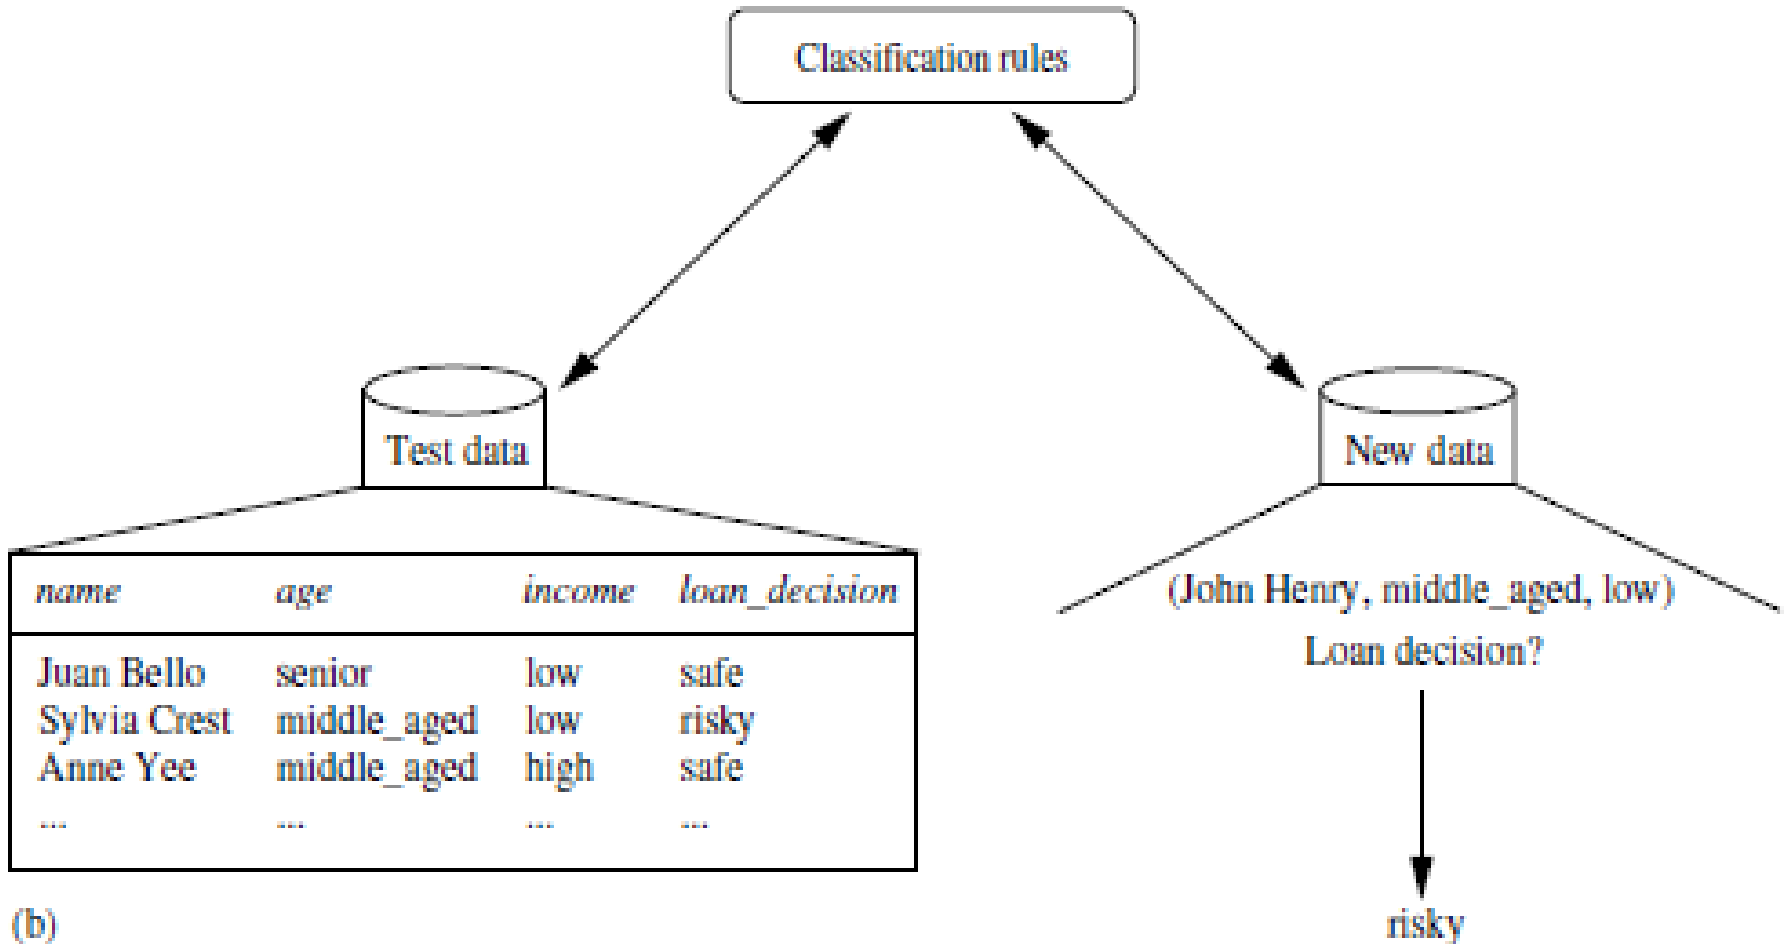 Classification rules
Test data
New data
name age income loan_decision
Juan Bello senior low safe
Sylvia Crest middle_aged low risky
Anne Yee middle_aged high safe
... ... ... ...
(John Henry, middle_aged, low)
Loan decision?
risky
(b)